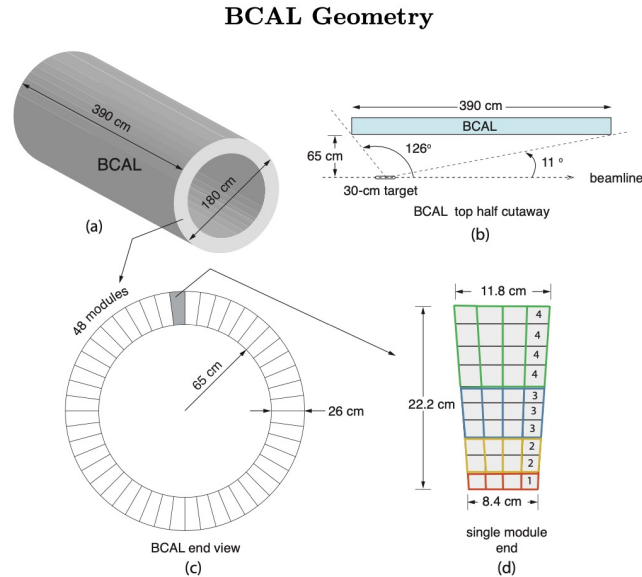 BCAL Geometry
390 cm
BCAL
180 cm
(a)
390 cm
BCAL
65 cm
126°
11 °
beamline
30-cm target
BCAL top half cutaway
(b)
48 modules
65 cm
26 cm
BCAL end view
(c)
11.8 cm
4
4
4
4
22.2 cm
3
3
3
2
2
1
8.4 cm
single module
end
(d)